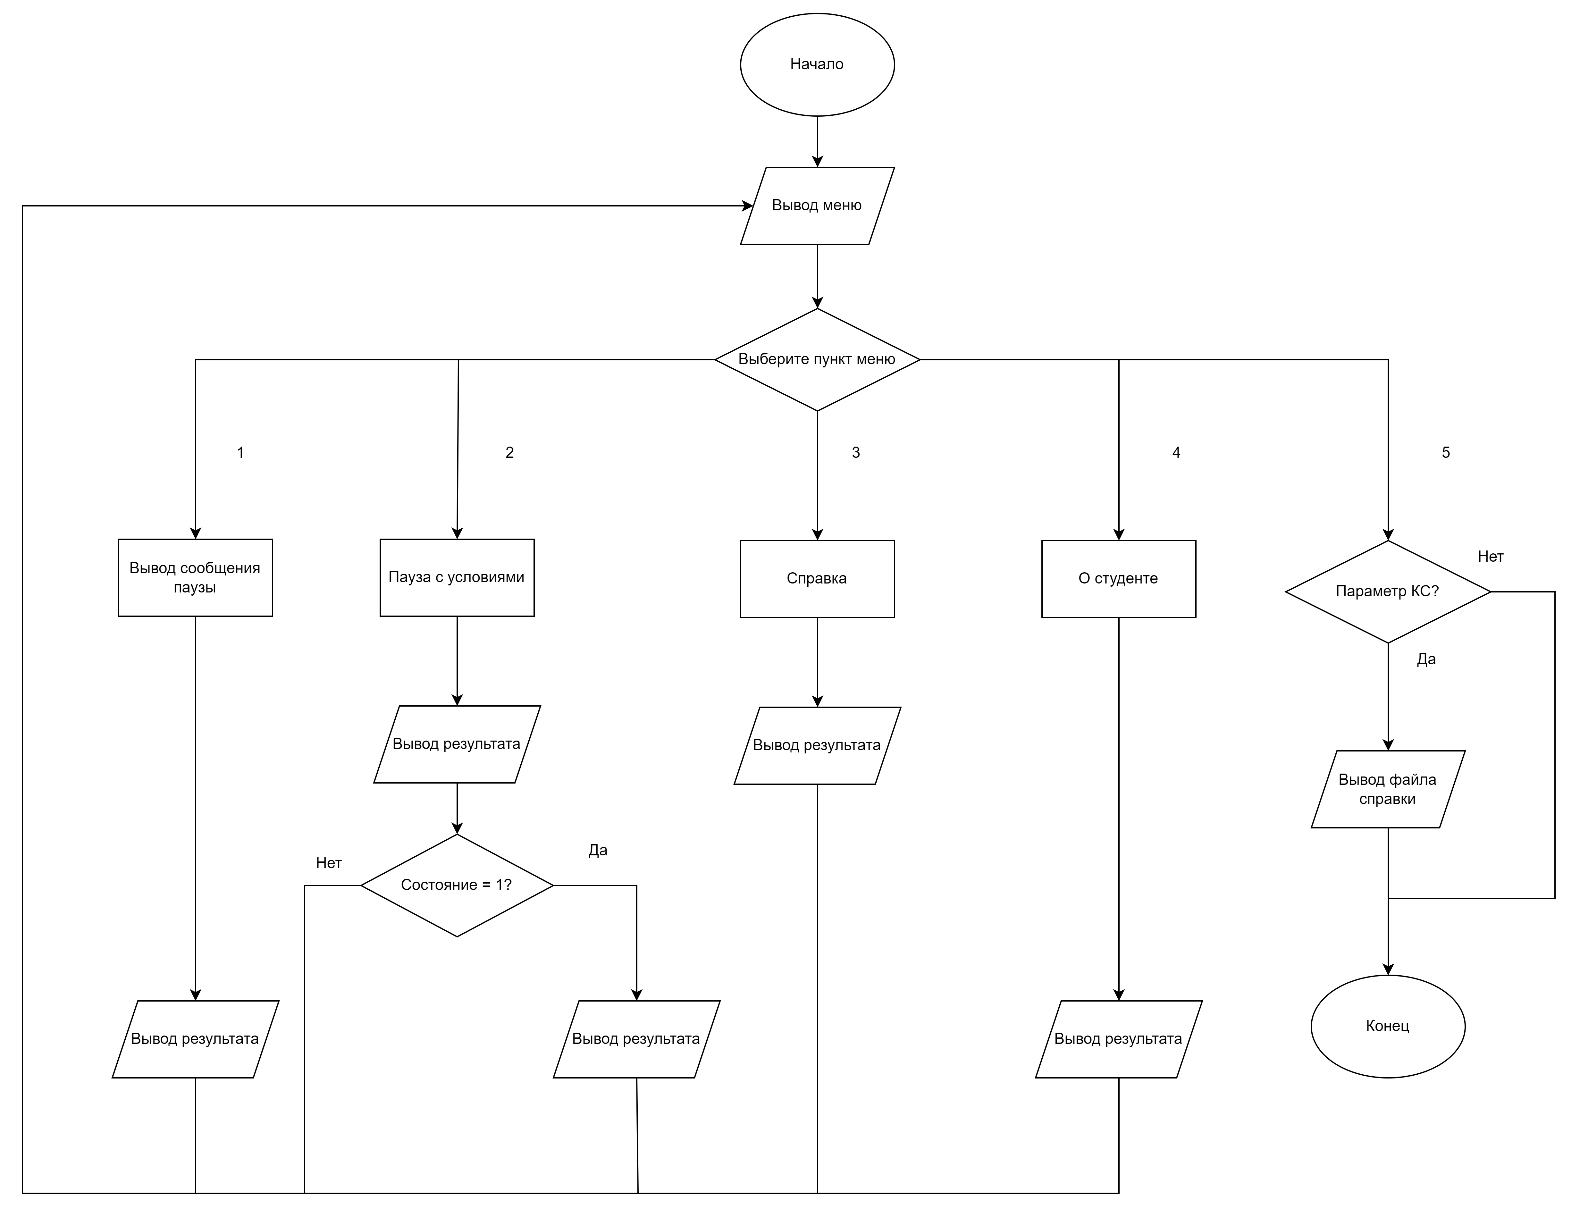 Начало
Вывод меню
Выберите пункт меню
1
2
3
4
5
Вывод сообщения
паузы
Пауза с условиями
Справка
О студенте
Нет
Параметр КС?
Да
Вывод результата
Вывод результата
Вывод файла
справки
Нет
Да
Состояние = 1?
Вывод результата
Вывод результата
Вывод результата
Конец